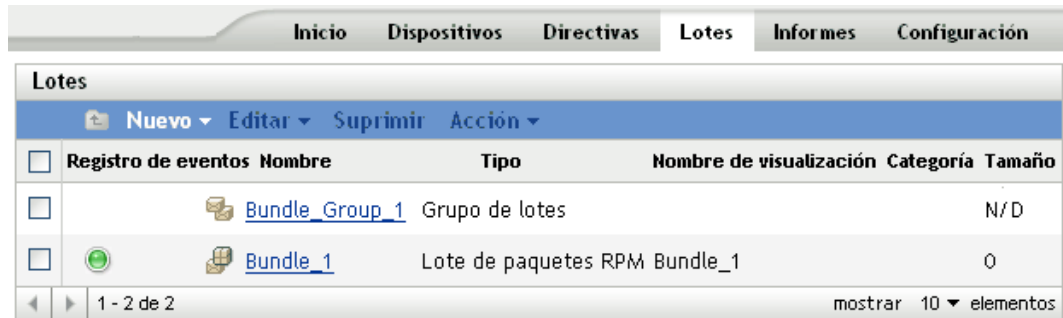 Inicio Dispositivos Directivas Lotes Informes Configuración
Lotes
Nuevo Editar Suprimir Acción
Registro de eventos Nombre Tipo Nombre de visualización Categoría Tamaño
Bundle_Group_1 Grupo de lotes N/D
Bundle_1 Lote de paquetes RPM Bundle_1 0
1 - 2 de 2 mostrar 10 elementos